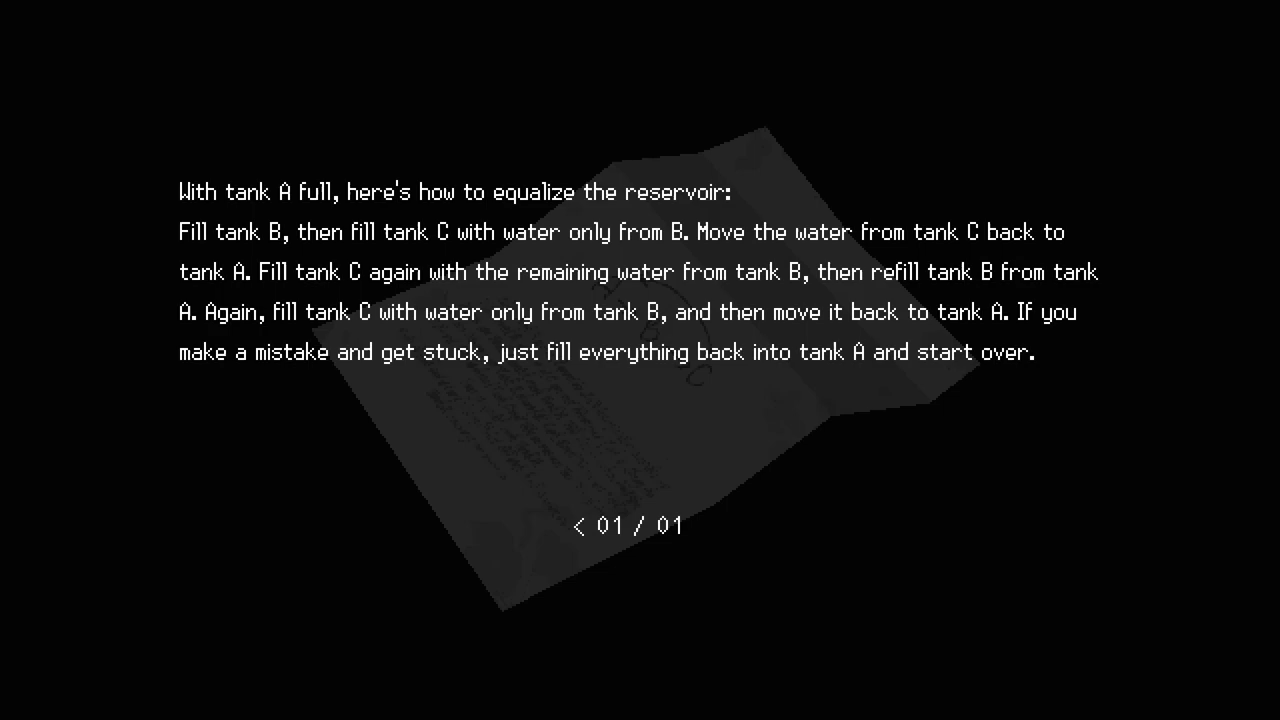 With tank A full, here's how to equalize the reservoir:
Fill tank B, then fill tank C with water only from B. Move the water from tank C back to
tank A. Fill tank C again with the remaining water from tank B, then refill tank B from tank
A. Again, fill tank C with water only from tank B, and then move it back to tank A. If you
make a mistake and get stuck, just fill everything back into tank A and start over.
C
< 01 / 01